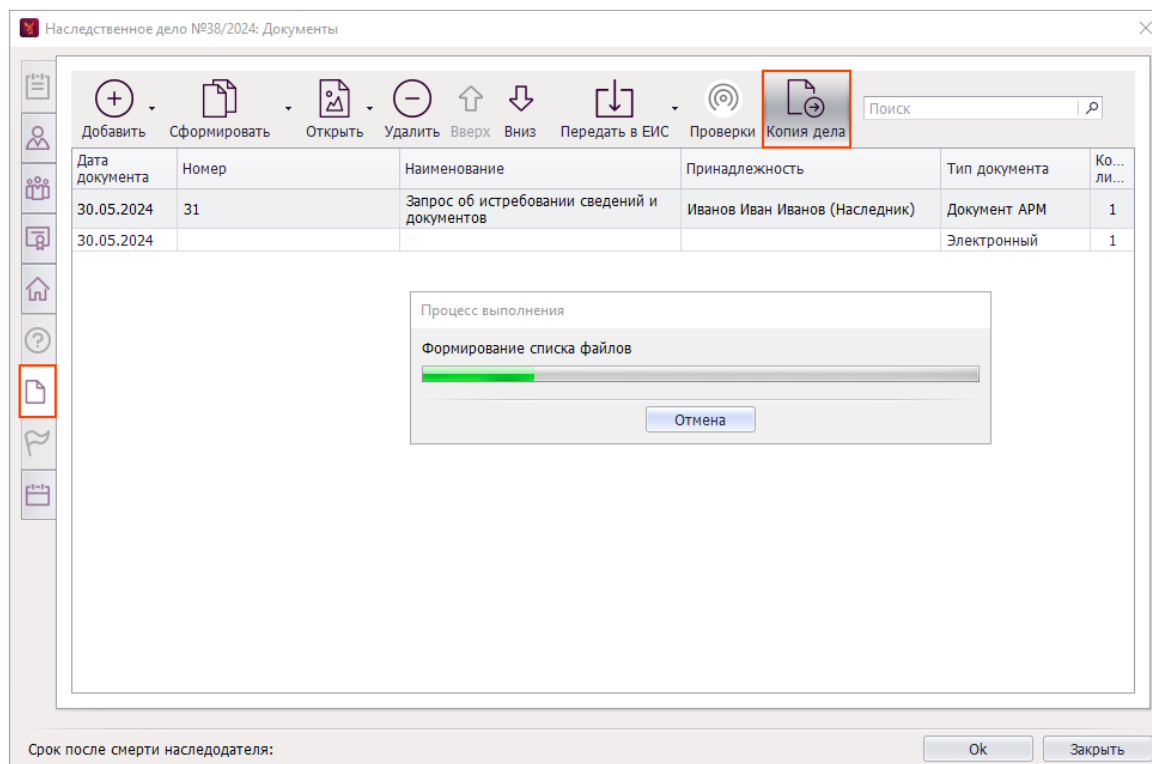 Наследственное дело №38/2024: Документы
Добавить Сформировать Открыть Удалить Вверх Вниз Передать в ЕИС Проверки Копия дела Поиск
Дата документа Номер Наименование Принадлежность Тип документа Ко... ли...
30.05.2024 31 Запрос об истребовании сведений и документов Иванов Иван Иванов (Наследник) Документ АРМ 1
30.05.2024 Электронный 1
Процесс выполнения
Формирование списка файлов
Отмена
Срок после смерти наследодателя: Ok Закрыть